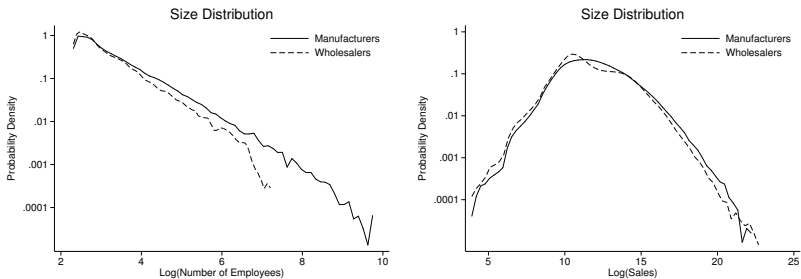 Size Distribution
Manufacturers
Wholesalers
Probability Density
1
.1
.01
.001
.0001
2 4 6 8 10
Log(Number of Employees)
Size Distribution
Manufacturers
Wholesalers
Probability Density
1
.1
.01
.001
.0001
5 10 15 20 25
Log(Sales)